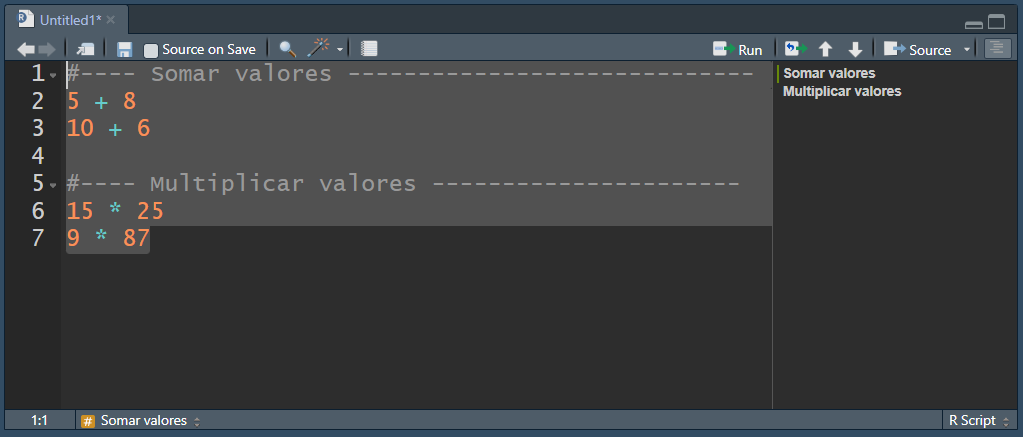 Untitled1*
Source on Save
Run
Source
1 #---- Somar valores -----------------------------
2 5 + 8
3 10 + 6
4
5 #---- Multiplicar valores ----------------------
6 15 * 25
7 9 * 87
Somar valores
Multiplicar valores
1:1
# Somar valores
R Script